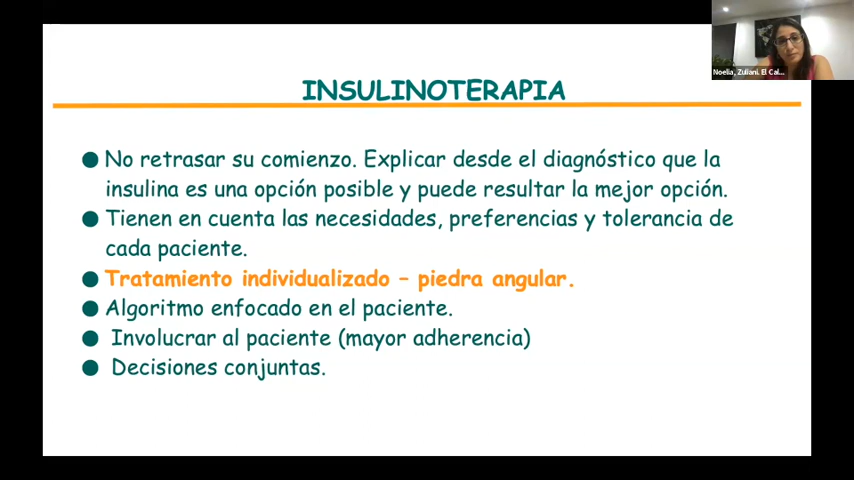 INSULINOTERAPIA
● No retrasar su comienzo. Explicar desde el diagnóstico que la
insulina es una opción posible y puede resultar la mejor opción.
● Tienen en cuenta las necesidades, preferencias y tolerancia de
cada paciente.
● Tratamiento individualizado – piedra angular.
● Algoritmo enfocado en el paciente.
● Involucrar al paciente (mayor adherencia)
● Decisiones conjuntas.
Noelia, Zuliani. El Cal...